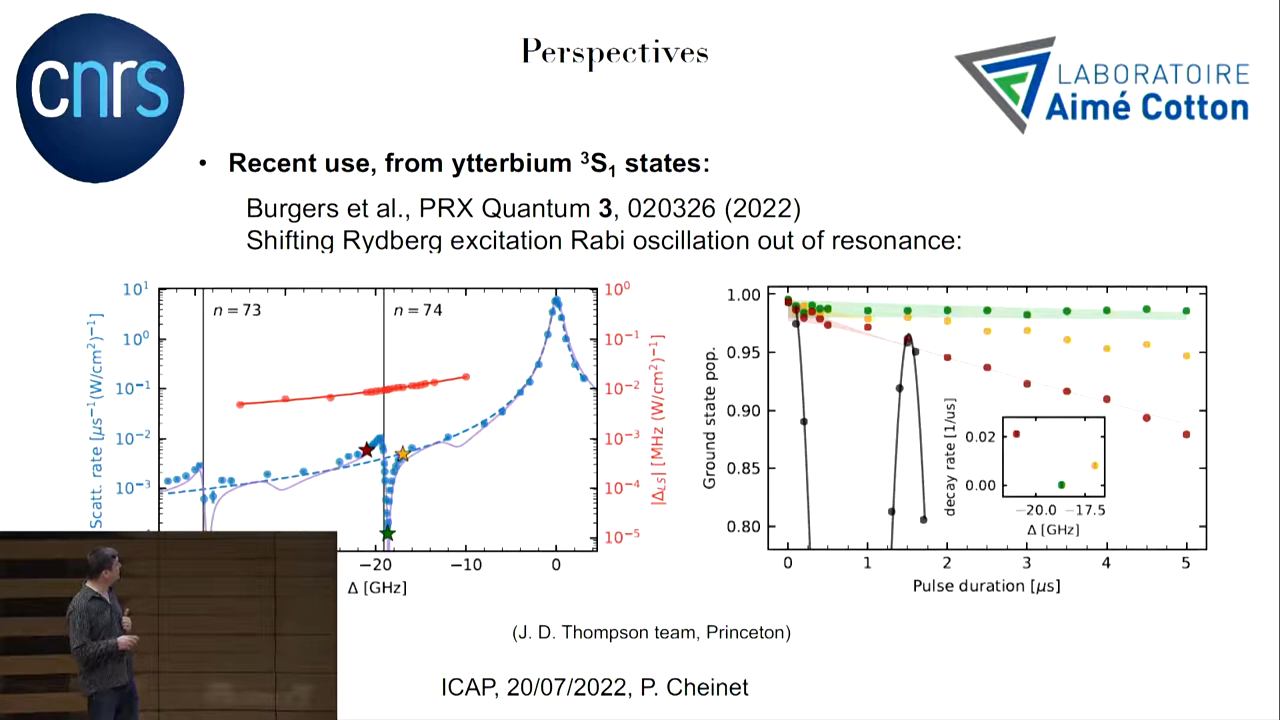 cnrs
Perspectives
LABORATOIRE
Aimé Cotton
• Recent use, from ytterbium ³S₁ states:
Burgers et al., PRX Quantum 3, 020326 (2022)
Shifting Rydberg excitation Rabi oscillation out of resonance:
10¹
10⁰
10⁻¹
10⁻²
10⁻³
Scatt. rate [µs⁻¹(W/cm²)⁻¹]
n = 73
n = 74
10⁰
10⁻¹
10⁻²
10⁻³
10⁻⁴
10⁻⁵
|Δ_LS| [MHz (W/cm²)⁻¹]
−20
−10
0
Δ [GHz]
1.00
0.95
0.90
0.85
0.80
Ground state pop.
decay rate [1/us]
0.02
0.00
−20.0
−17.5
Δ [GHz]
0
1
2
3
4
5
Pulse duration [µs]
(J. D. Thompson team, Princeton)
ICAP, 20/07/2022, P. Cheinet